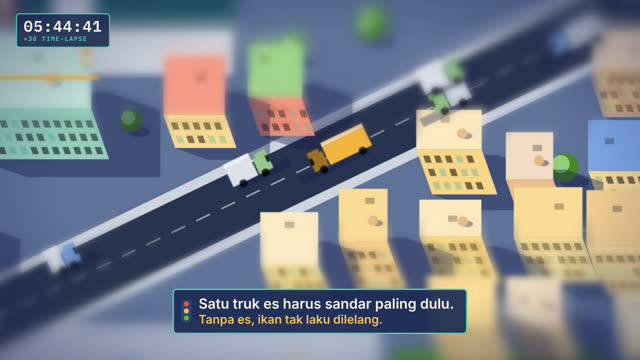 05:44:41
×30 TIME-LAPSE
Satu truk es harus sandar paling dulu.
Tanpa es, ikan tak laku dilelang.